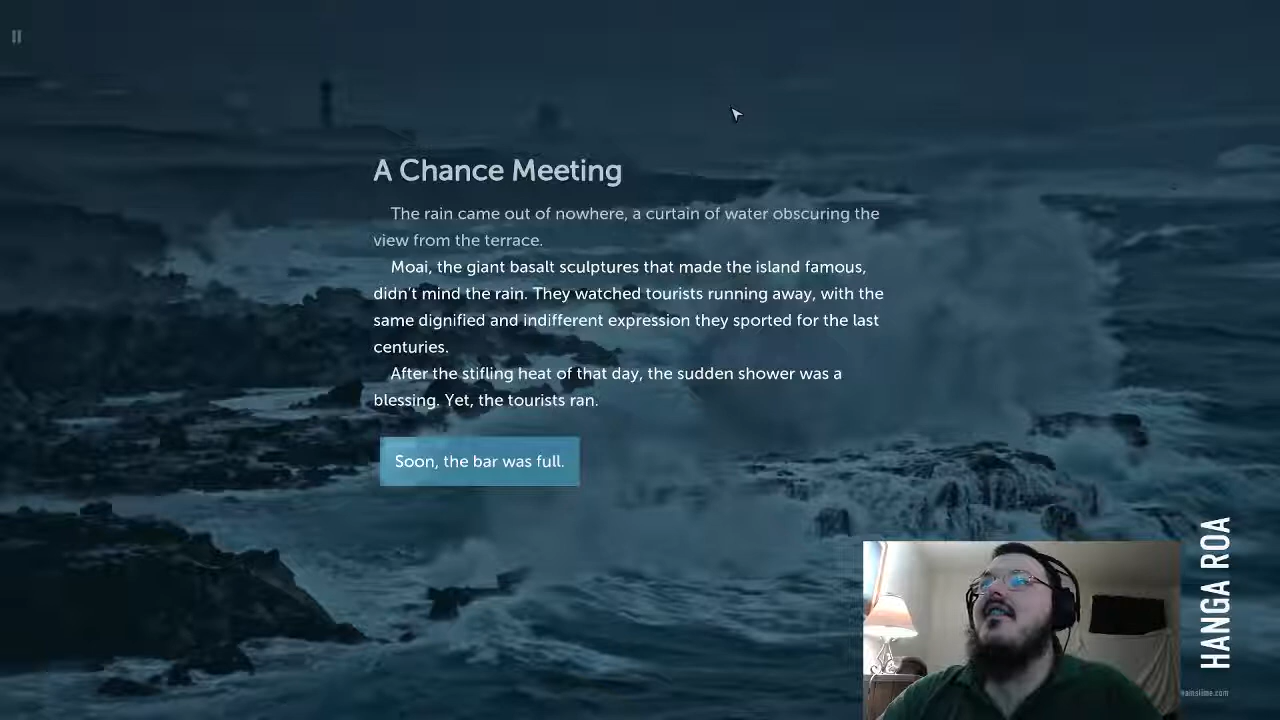 A Chance Meeting
The rain came out of nowhere, a curtain of water obscuring the
view from the terrace.
Moai, the giant basalt sculptures that made the island famous,
didn't mind the rain. They watched tourists running away, with the
same dignified and indifferent expression they sported for the last
centuries.
After the stifling heat of that day, the sudden shower was a
blessing. Yet, the tourists ran.
Soon, the bar was full.
HANGA ROA